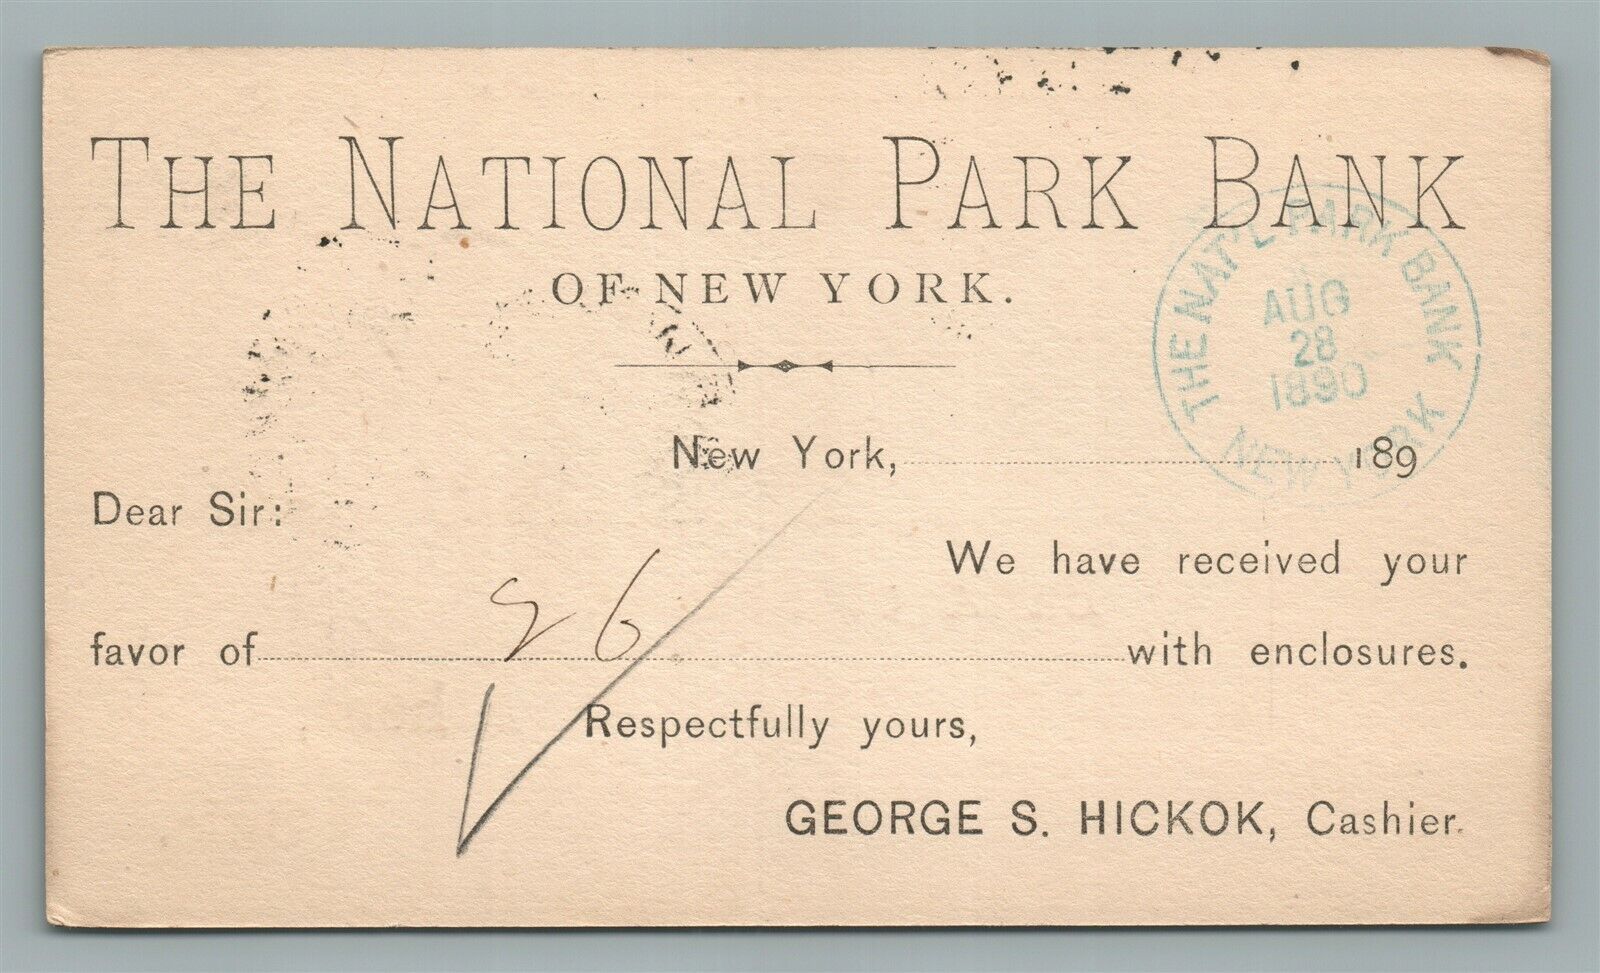 THE NATIONAL PARK BANK
OF NEW YORK.
THE NAT'L PARK BANK
AUG
28
1890
NEW YORK
New York, 189
Dear Sir:
We have received your
favor of 26 with enclosures.
Respectfully yours,
GEORGE S. HICKOK, Cashier.